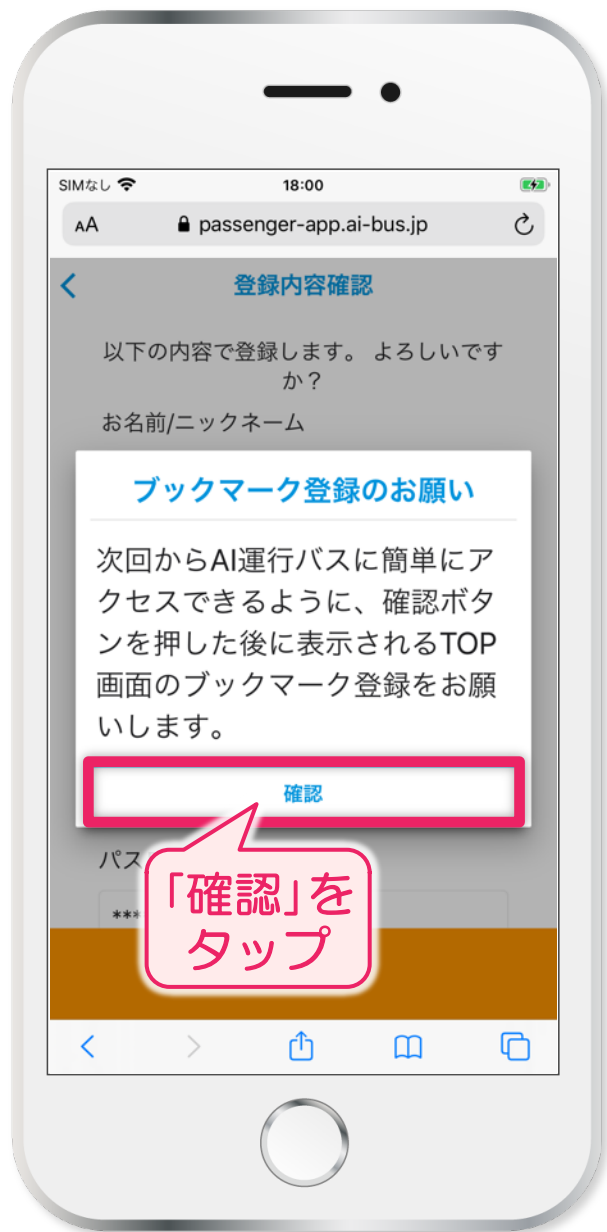 SIMなし 18:00
AA passenger-app.ai-bus.jp
登録内容確認
以下の内容で登録します。 よろしいです
か?
お名前/ニックネーム
ブックマーク登録のお願い
次回からAI運行バスに簡単にア
クセスできるように、確認ボタ
ンを押した後に表示されるTOP
画面のブックマーク登録をお願
いします。
確認
パス
***
「確認」を
タップ